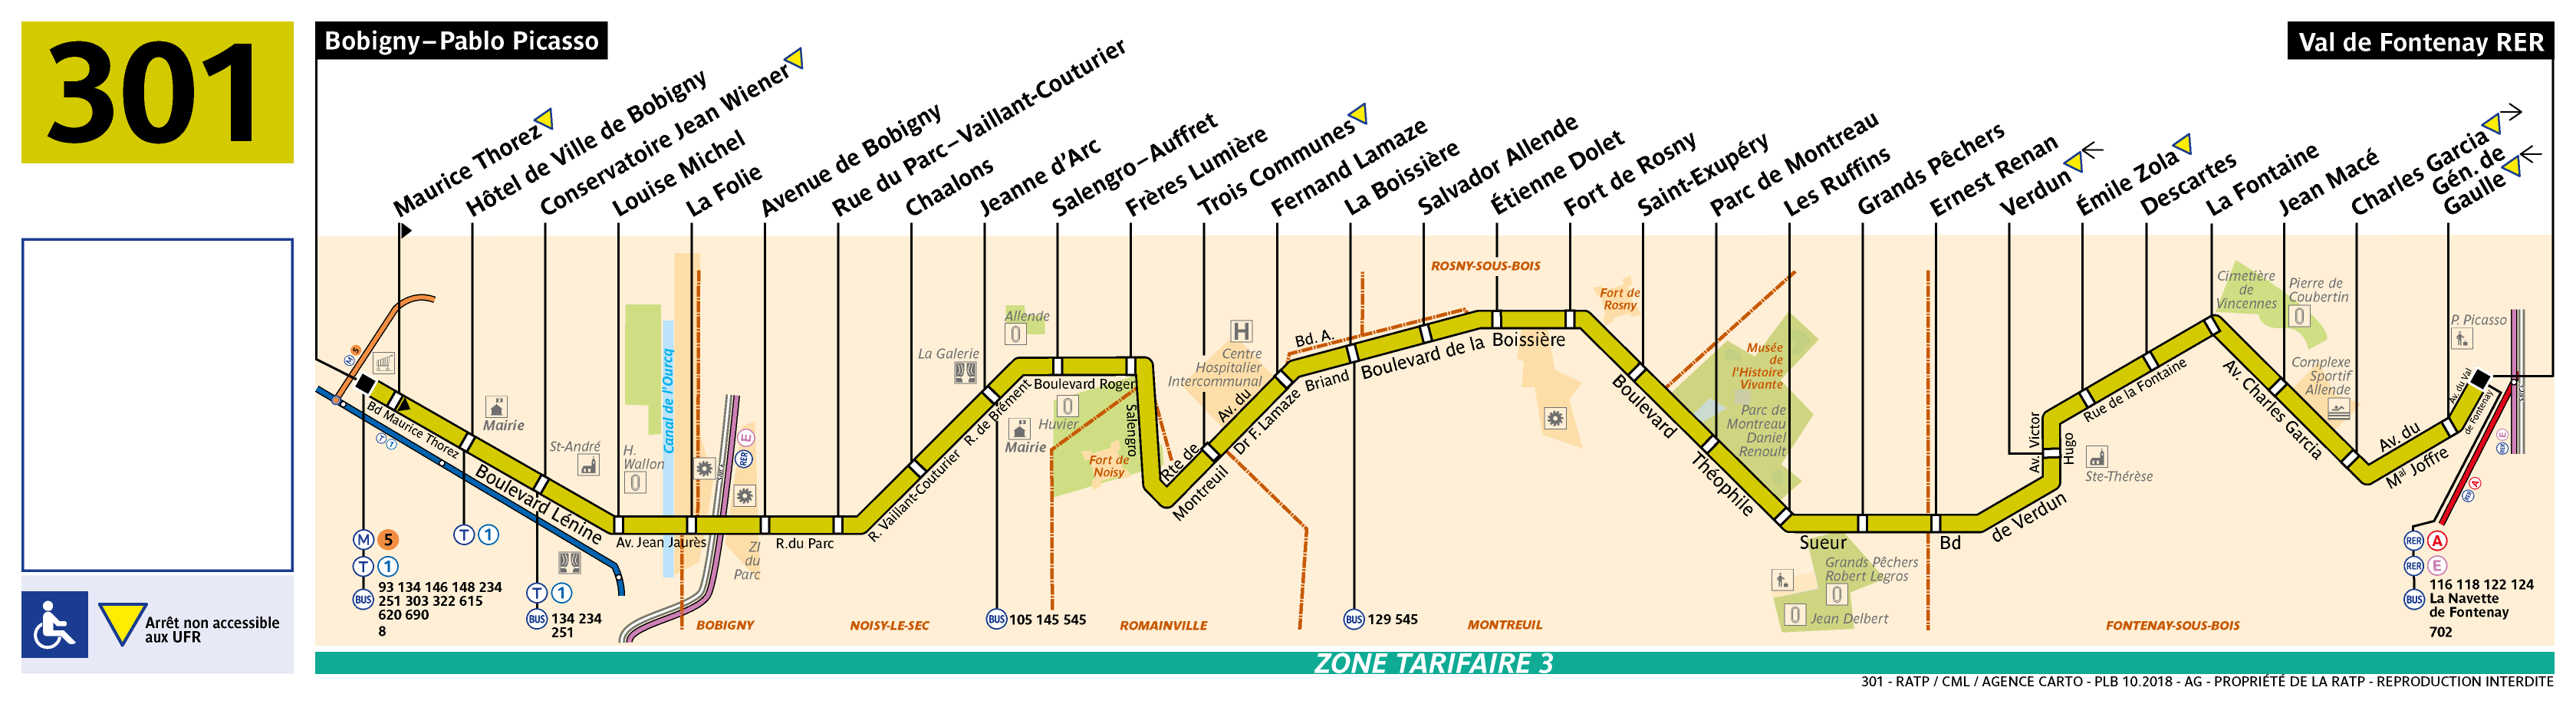 301
Bobigny–Pablo Picasso
Val de Fontenay RER
Maurice Thorez
Hôtel de Ville de Bobigny
Conservatoire Jean Wiener
Louise Michel
La Folie
Avenue de Bobigny
Rue du Parc–Vaillant-Couturier
Chaalons
Jeanne d'Arc
Salengro–Auffret
Frères Lumière
Trois Communes
Fernand Lamaze
La Boissière
Salvador Allende
Étienne Dolet
Fort de Rosny
Saint-Exupéry
Parc de Montreau
Les Ruffins
Grands Pêchers
Ernest Renan
Verdun
Émile Zola
Descartes
La Fontaine
Jean Macé
Charles Garcia
Gén. de
Gaulle
M 5
T 1
Bd Maurice Thorez
Mairie
Boulevard Lénine
St-André
H.
Wallon
Canal de l'Ourcq
E
RER
Av. Jean Jaurès
ZI
du
Parc
R.du Parc
R. Vaillant-Couturier
La Galerie
R. de Brément
Allende
Boulevard Roger
Salengro
Huvier
Mairie
Fort de
Noisy
Rte de
Montreuil
H
Centre
Hospitalier
Intercommunal
Av. du
Dr F. Lamaze
Bd. A.
Briand
ROSNY-SOUS-BOIS
Boulevard de la
Boissière
Fort de
Rosny
Boulevard
Théophile
Sueur
Musée
de
l'Histoire
Vivante
Parc de
Montreau
Daniel
Renoult
Grands Pêchers
Robert Legros
Jean Delbert
Bd
de Verdun
Av. Victor
Hugo
Ste-Thérèse
Rue de la Fontaine
Cimetière
de
Vincennes
Pierre de
Coubertin
Complexe
Sportif
Allende
Av. Charles Garcia
Av. du
Mal Joffre
Av. du Val
de Fontenay
P. Picasso
RER E
RER A
M 5
T 1
BUS
93 134 146 148 234
251 303 322 615
620 690
8
T 1
T 1
BUS
134 234
251
BUS 105 145 545
BUS 129 545
RER A
RER E
BUS
116 118 122 124
La Navette
de Fontenay
702
BOBIGNY
NOISY-LE-SEC
ROMAINVILLE
MONTREUIL
FONTENAY-SOUS-BOIS
Arrêt non accessible
aux UFR
ZONE TARIFAIRE 3
301 - RATP / CML / AGENCE CARTO - PLB 10.2018 - AG - PROPRIÉTÉ DE LA RATP - REPRODUCTION INTERDITE